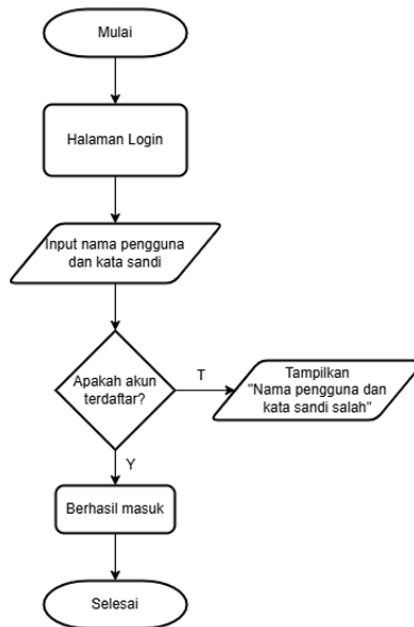 Mulai
Halaman Login
Input nama pengguna
dan kata sandi
Apakah akun
terdaftar?
T
Tampilkan
"Nama pengguna dan
kata sandi salah"
Y
Berhasil masuk
Selesai